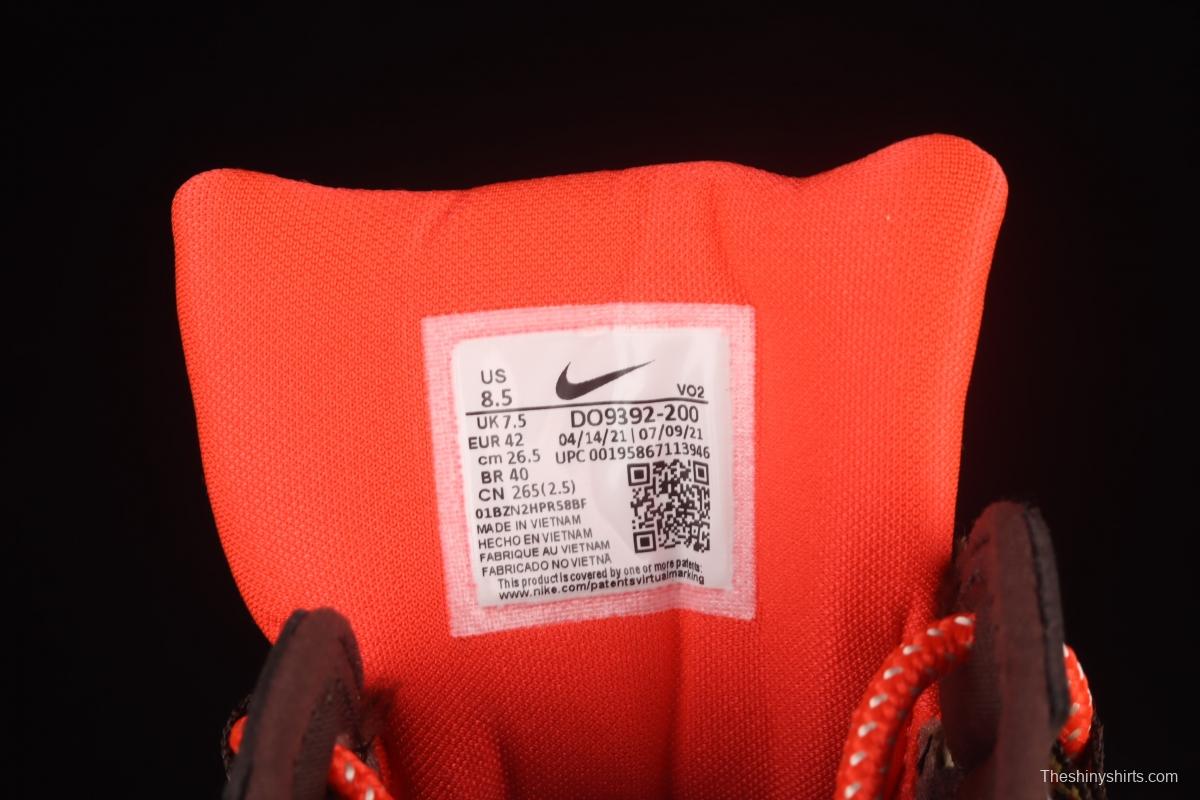 US
8.5
VO2
UK 7.5
DO9392-200
EUR 42
04/14/21 | 07/09/21
cm 26.5
UPC 00195867113946
BR 40
CN 265(2.5)
01BZN2HPR58BF
MADE IN VIETNAM
HECHO EN VIETNAM
FABRIQUE AU VIETNAM
FABRICADO NO VIETNÃ
This product is covered by one or more patents:
www.nike.com/patentsvirtualmarking
Theshinyshirts.com